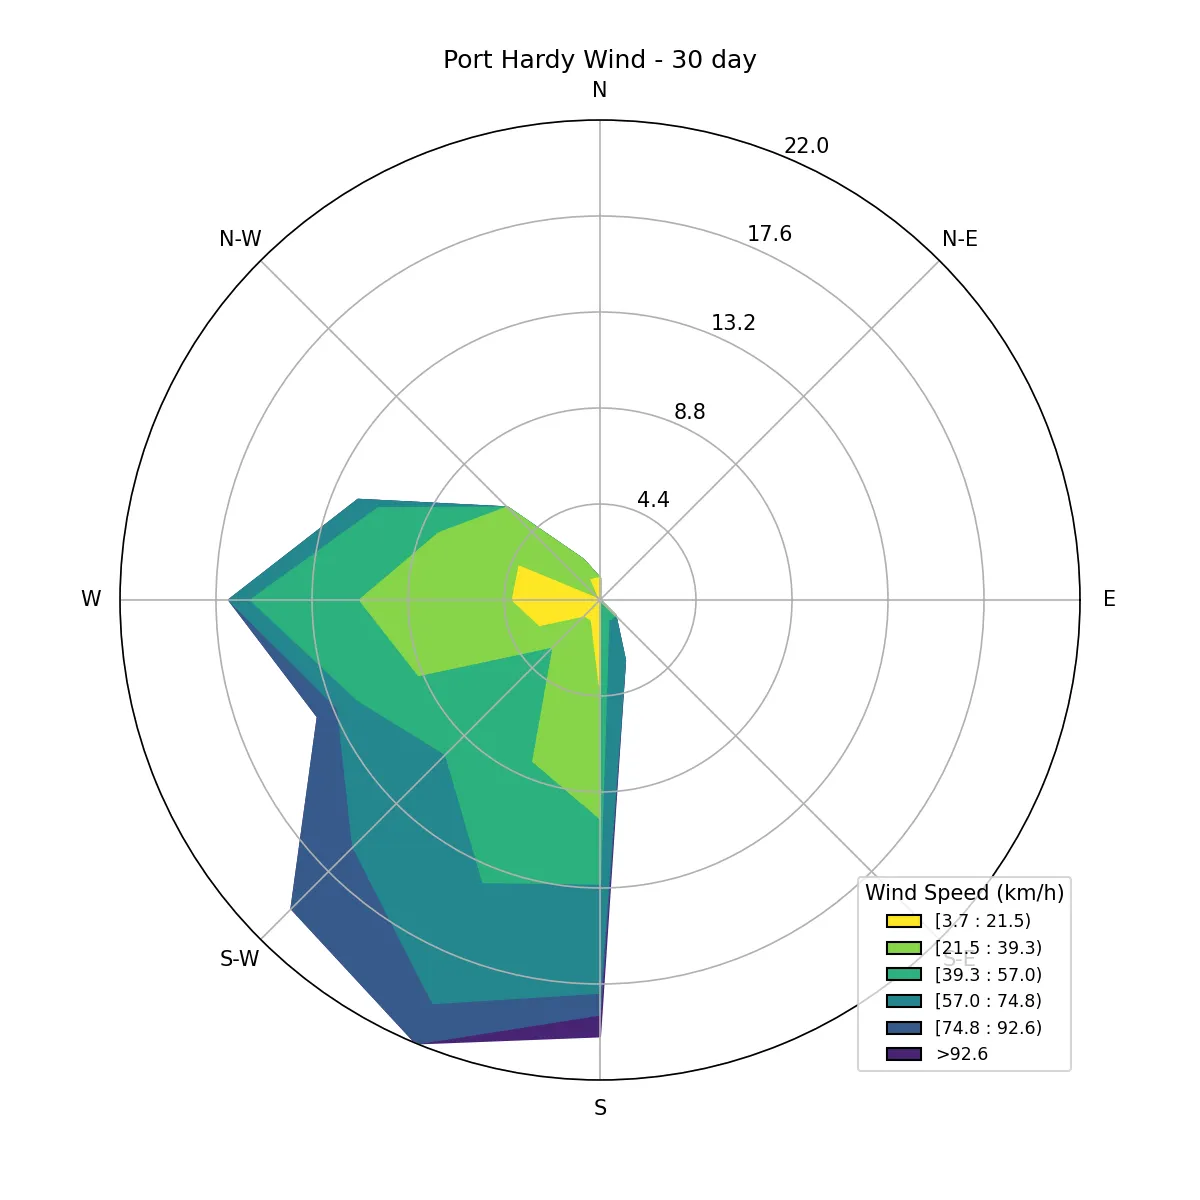 Port Hardy Wind - 30 day
N
22.0
17.6
N-W
N-E
13.2
8.8
4.4
W
E
Wind Speed (km/h)
[3.7 : 21.5)
[21.5 : 39.3)
S-W
S-E
[39.3 : 57.0)
[57.0 : 74.8)
[74.8 : 92.6)
>92.6
S